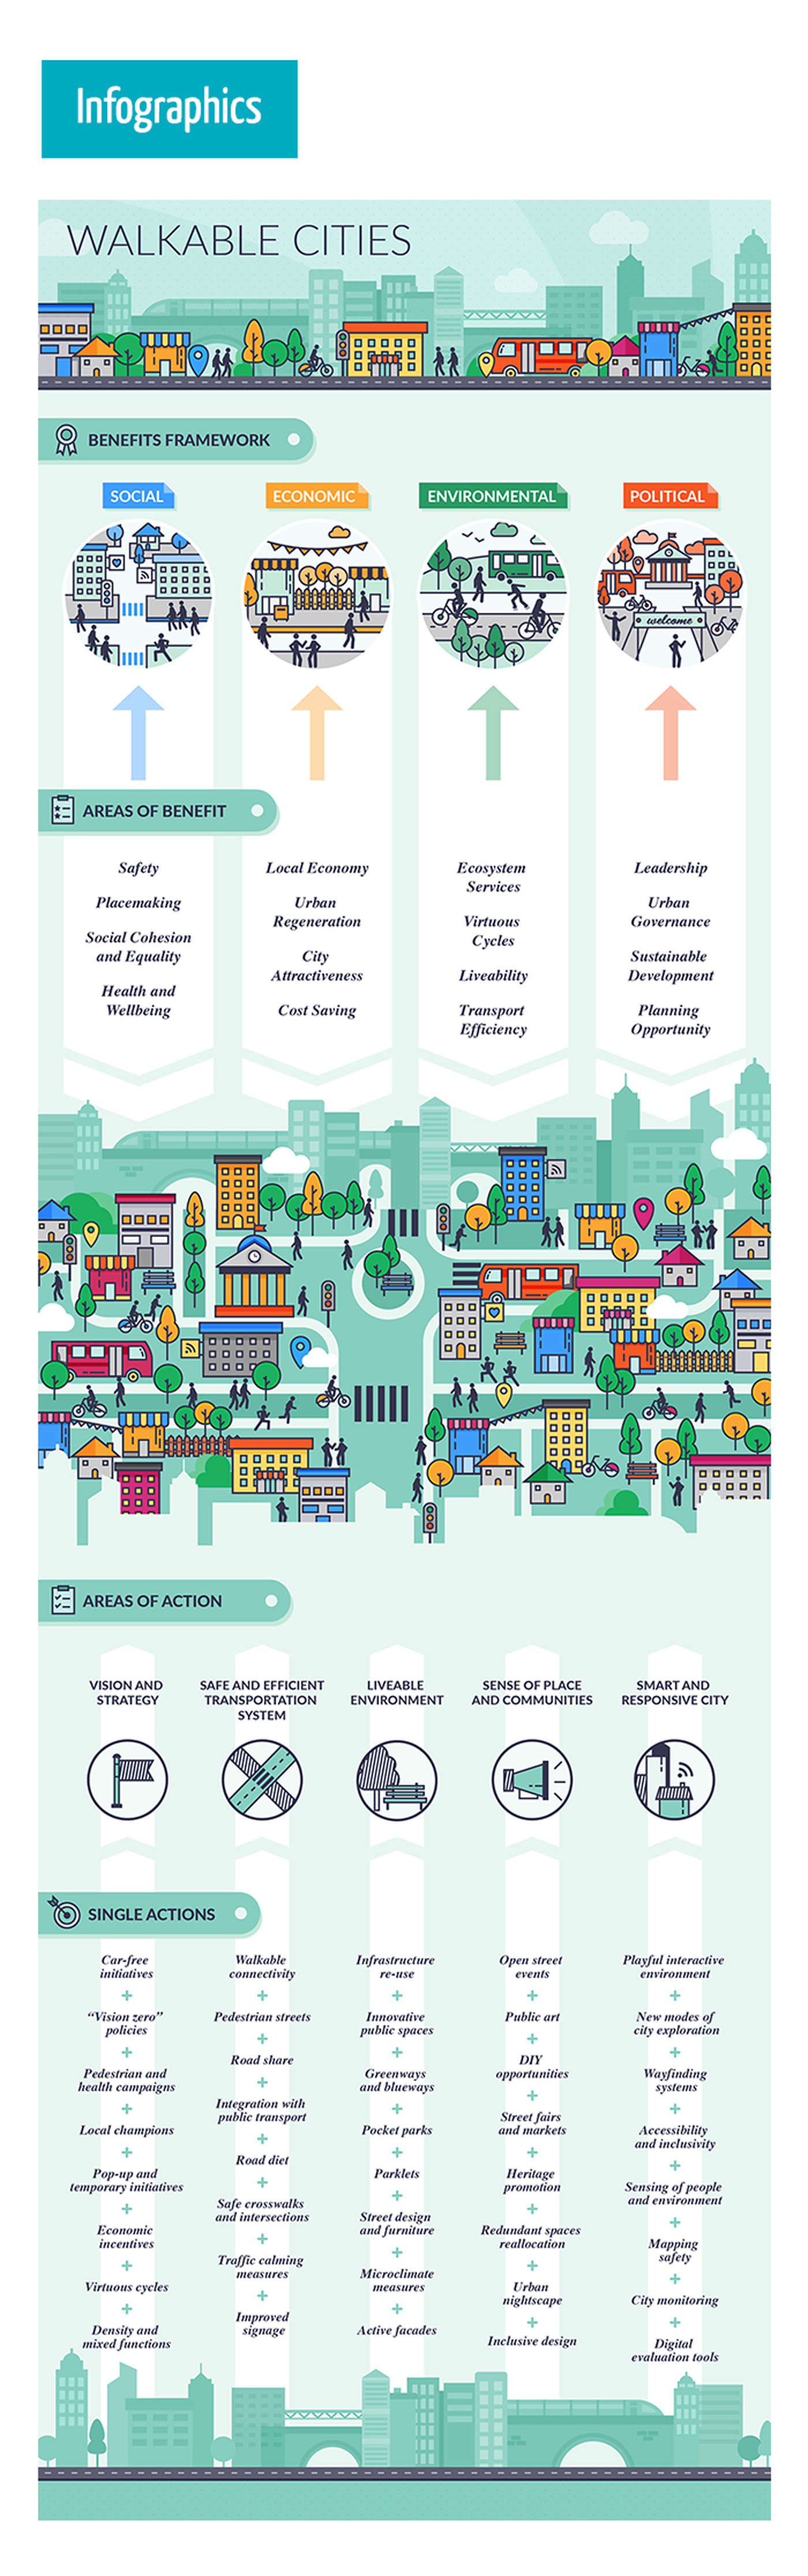 Infographics
WALKABLE CITIES
BENEFITS FRAMEWORK
SOCIAL
ECONOMIC
ENVIRONMENTAL
POLITICAL
welcome
AREAS OF BENEFIT
Safety
Placemaking
Social Cohesion
and Equality
Health and
Wellbeing
Local Economy
Urban
Regeneration
City
Attractiveness
Cost Saving
Ecosystem
Services
Virtuous
Cycles
Liveability
Transport
Efficiency
Leadership
Urban
Governance
Sustainable
Development
Planning
Opportunity
AREAS OF ACTION
VISION AND
STRATEGY
SAFE AND EFFICIENT
TRANSPORTATION
SYSTEM
LIVEABLE
ENVIRONMENT
SENSE OF PLACE
AND COMMUNITIES
SMART AND
RESPONSIVE CITY
SINGLE ACTIONS
Car-free
initiatives
+
“Vision zero”
policies
+
Pedestrian and
health campaigns
+
Local champions
+
Pop-up and
temporary initiatives
+
Economic
incentives
+
Virtuous cycles
+
Density and
mixed functions
Walkable
connectivity
+
Pedestrian streets
+
Road share
+
Integration with
public transport
+
Road diet
+
Safe crosswalks
and intersections
+
Traffic calming
measures
+
Improved
signage
Infrastructure
re-use
+
Innovative
public spaces
+
Greenways
and blueways
+
Pocket parks
+
Parklets
+
Street design
and furniture
+
Microclimate
measures
+
Active facades
Open street
events
+
Public art
+
DIY
opportunities
+
Street fairs
and markets
+
Heritage
promotion
+
Redundant spaces
reallocation
+
Urban
nightscape
+
Inclusive design
Playful interactive
environment
+
New modes of
city exploration
+
Wayfinding
systems
+
Accessibility
and inclusivity
+
Sensing of people
and environment
+
Mapping
safety
+
City monitoring
+
Digital
evaluation tools